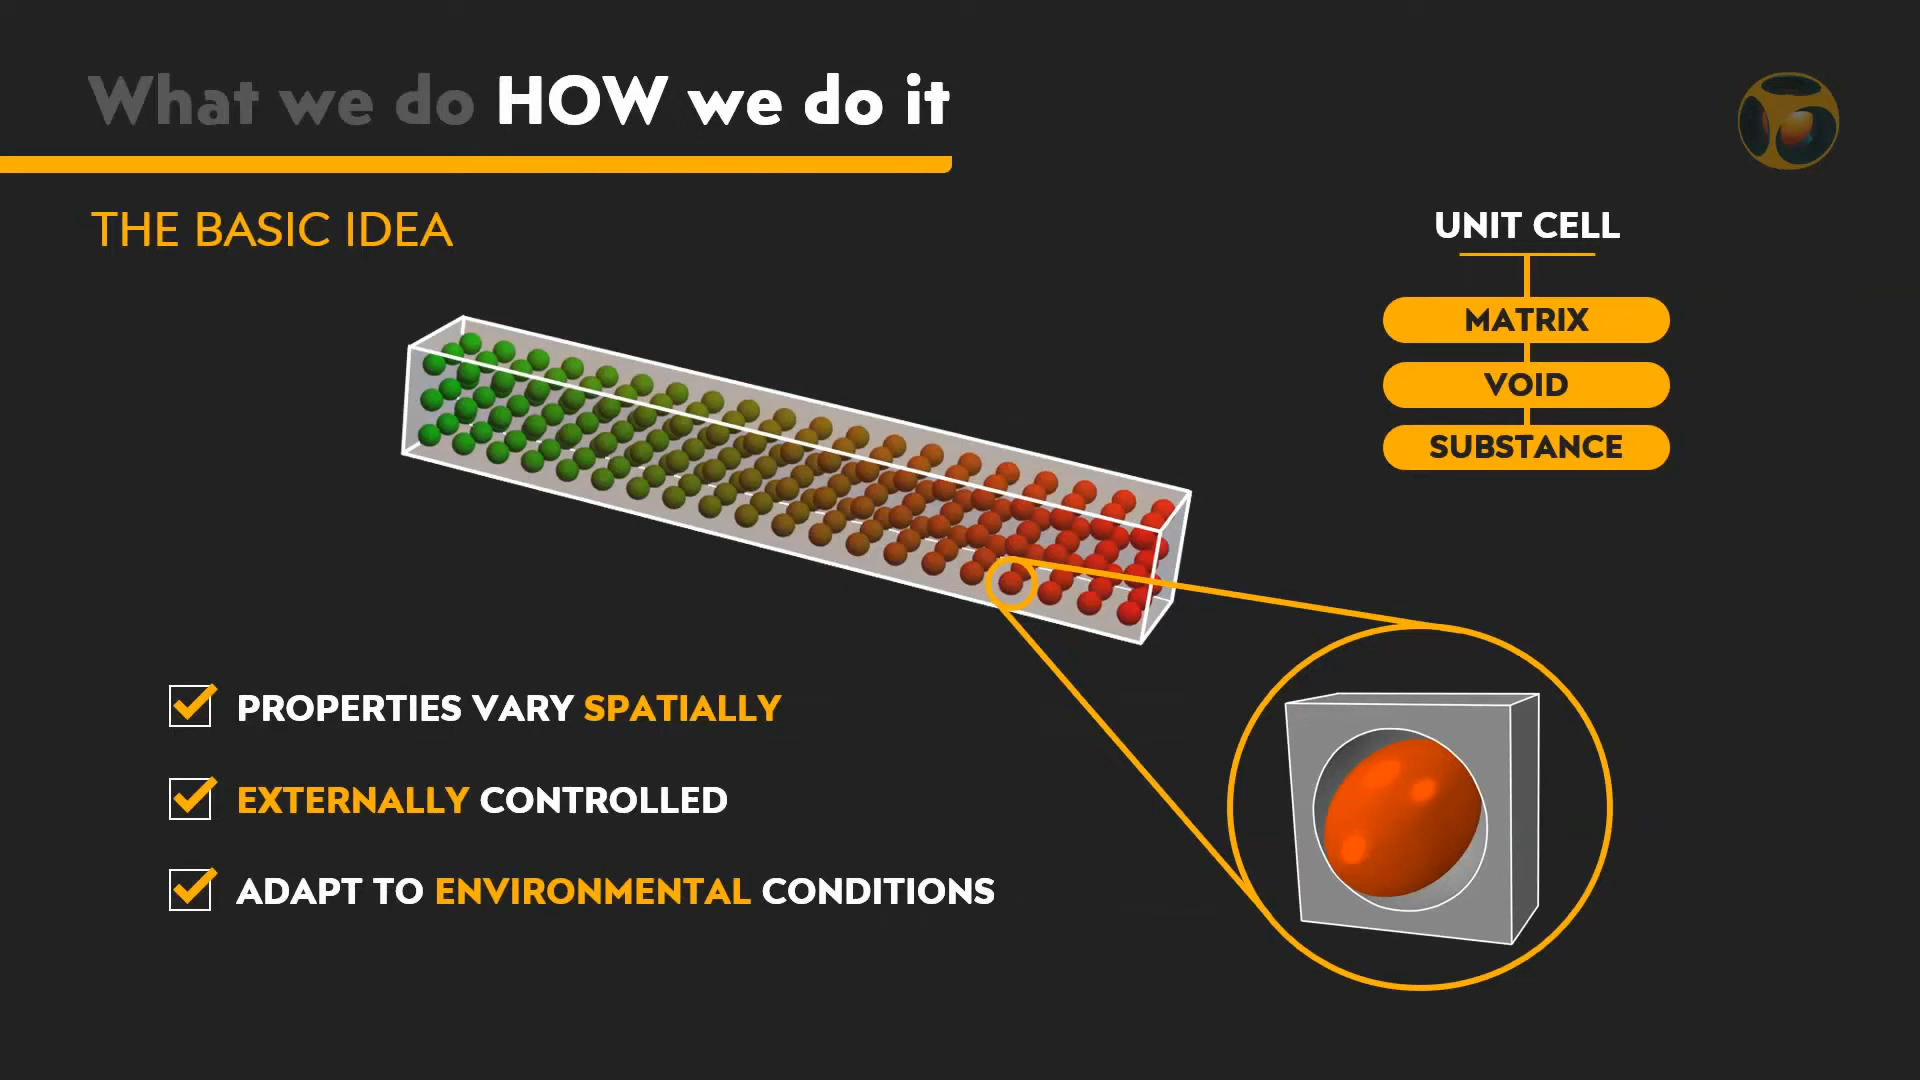 What we do HOW we do it
THE BASIC IDEA
UNIT CELL
MATRIX
VOID
SUBSTANCE
PROPERTIES VARY SPATIALLY
EXTERNALLY CONTROLLED
ADAPT TO ENVIRONMENTAL CONDITIONS